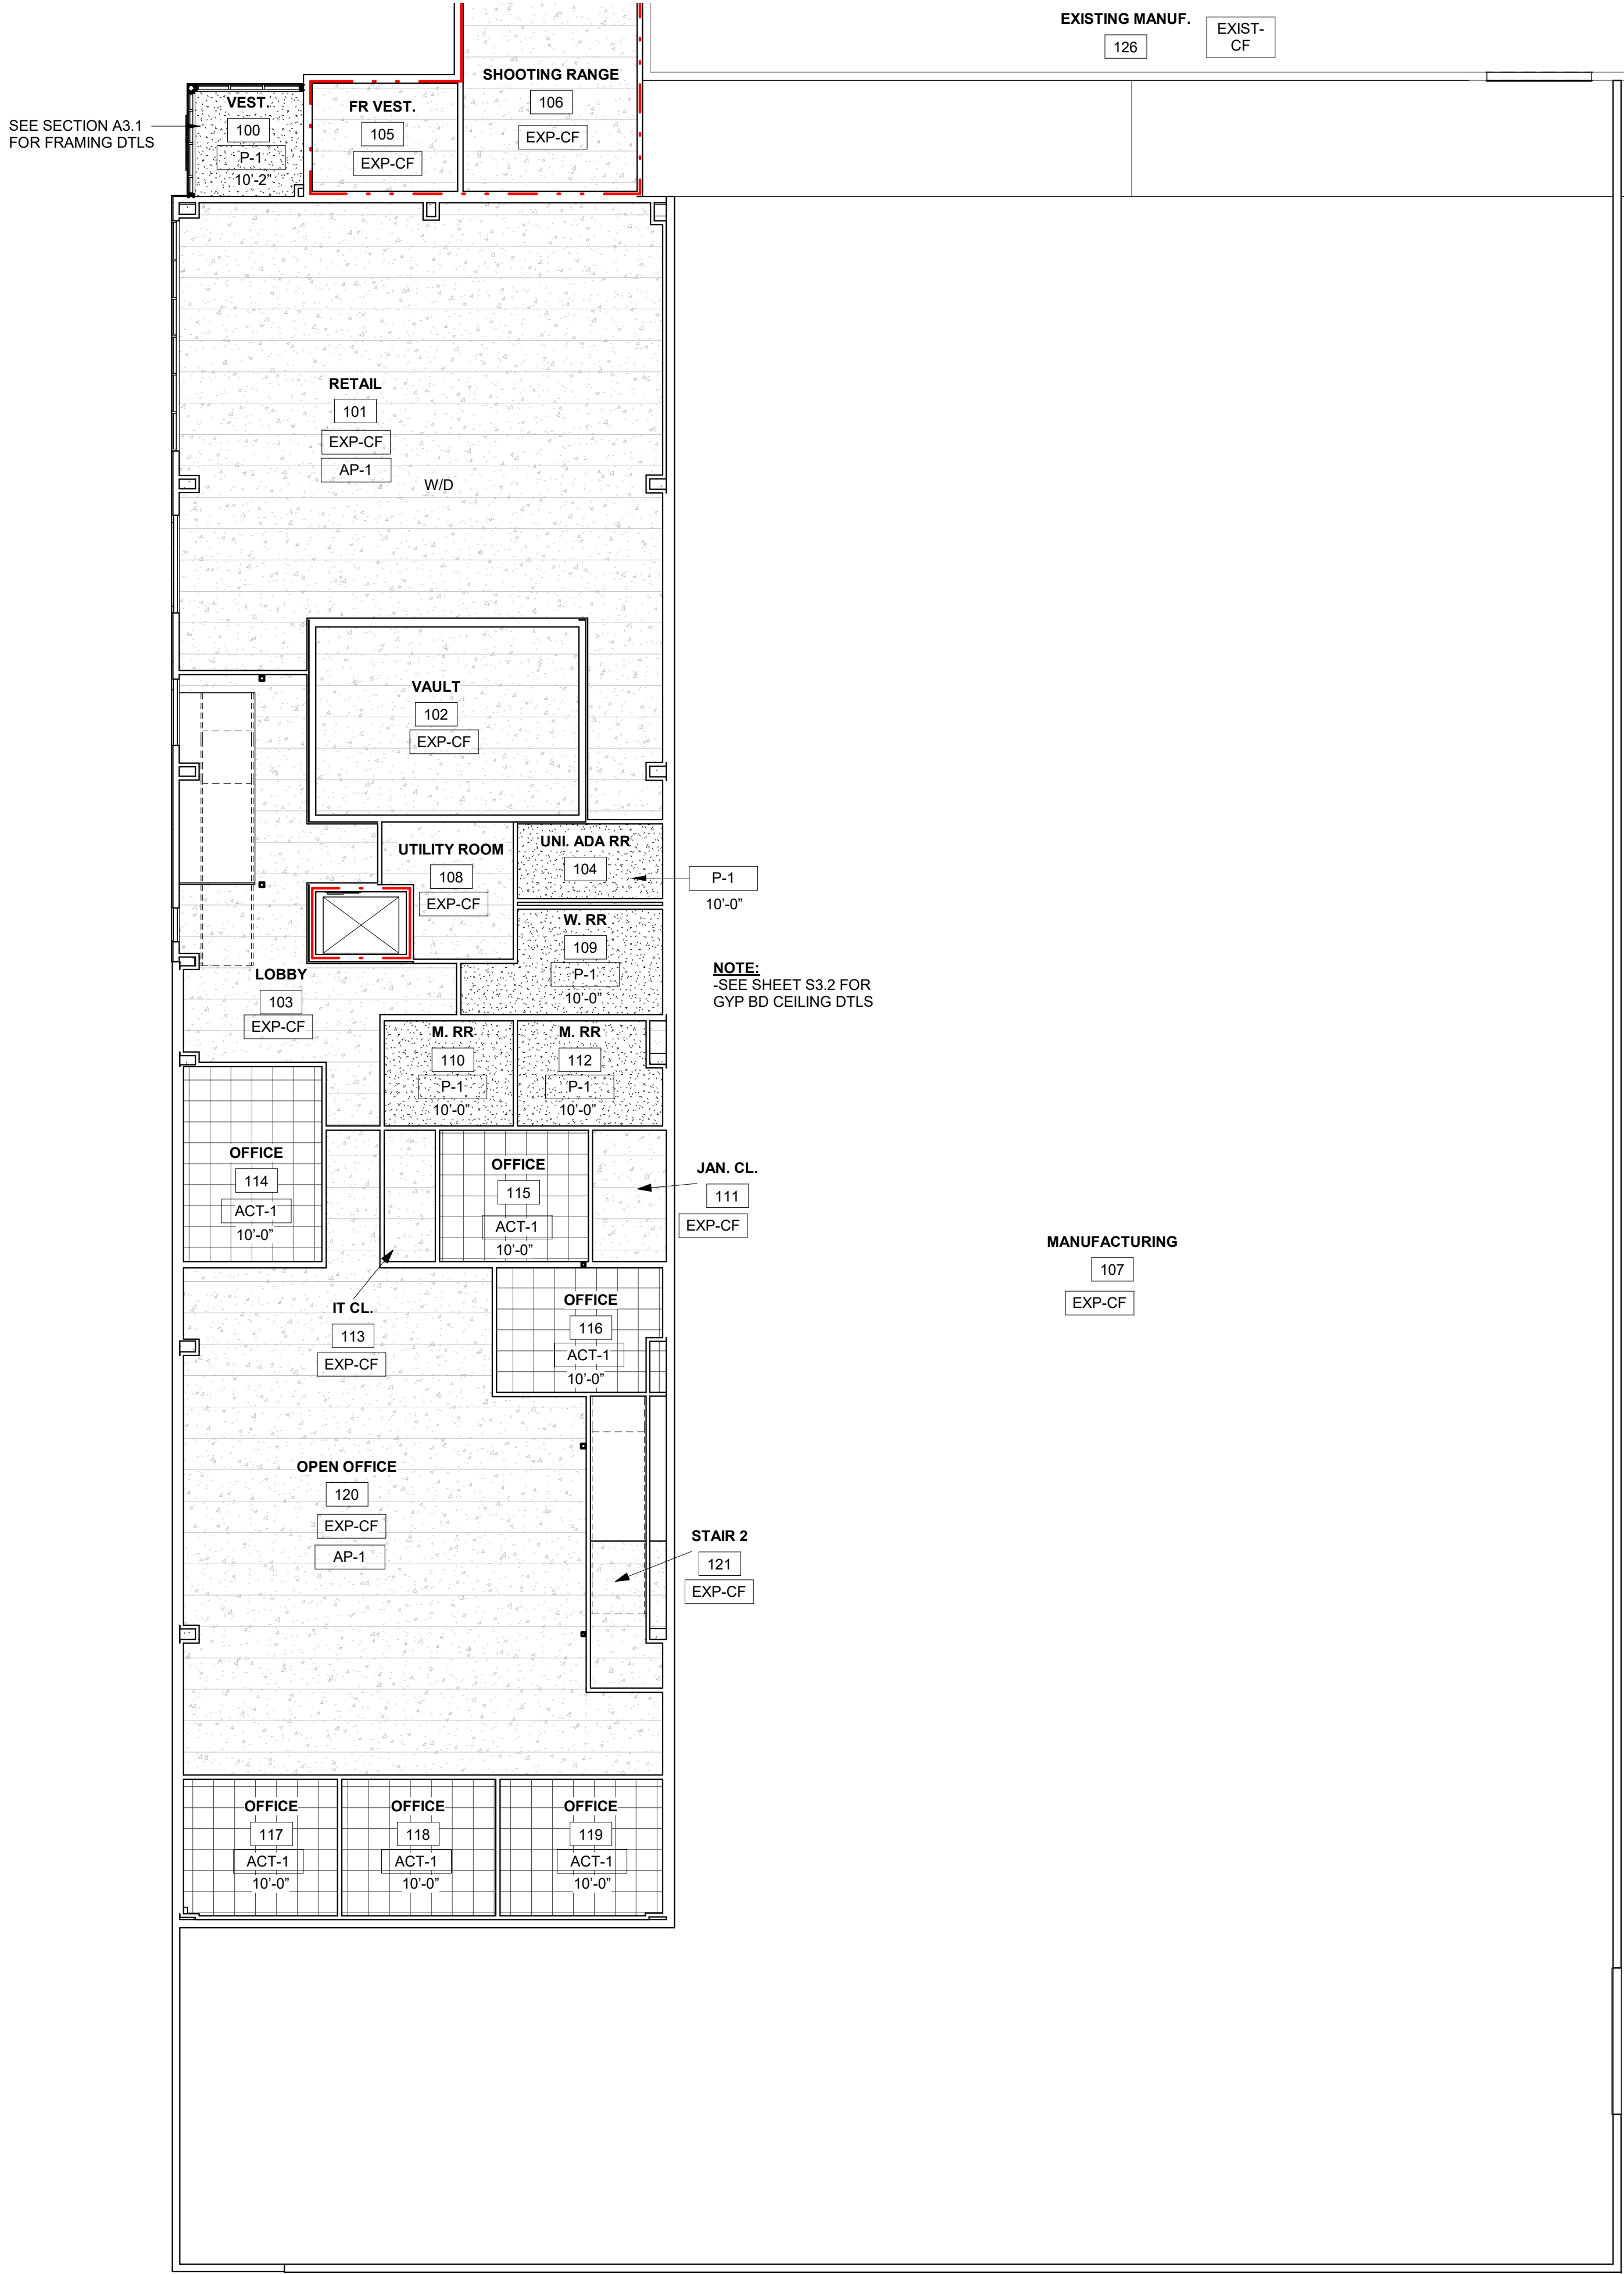 EXISTING MANUF.
126
EXIST-
CF
SHOOTING RANGE
106
EXP-CF
VEST.
100
P-1
10'-2"
FR VEST.
105
EXP-CF
SEE SECTION A3.1
FOR FRAMING DTLS
RETAIL
101
EXP-CF
AP-1
W/D
VAULT
102
EXP-CF
UTILITY ROOM
108
EXP-CF
UNI. ADA RR
104
P-1
10'-0"
W. RR
109
P-1
10'-0"
NOTE:
-SEE SHEET S3.2 FOR
GYP BD CEILING DTLS
LOBBY
103
EXP-CF
M. RR
110
P-1
10'-0"
M. RR
112
P-1
10'-0"
OFFICE
114
ACT-1
10'-0"
OFFICE
115
ACT-1
10'-0"
JAN. CL.
111
EXP-CF
MANUFACTURING
107
EXP-CF
IT CL.
113
EXP-CF
OFFICE
116
ACT-1
10'-0"
OPEN OFFICE
120
EXP-CF
AP-1
STAIR 2
121
EXP-CF
OFFICE
117
ACT-1
10'-0"
OFFICE
118
ACT-1
10'-0"
OFFICE
119
ACT-1
10'-0"